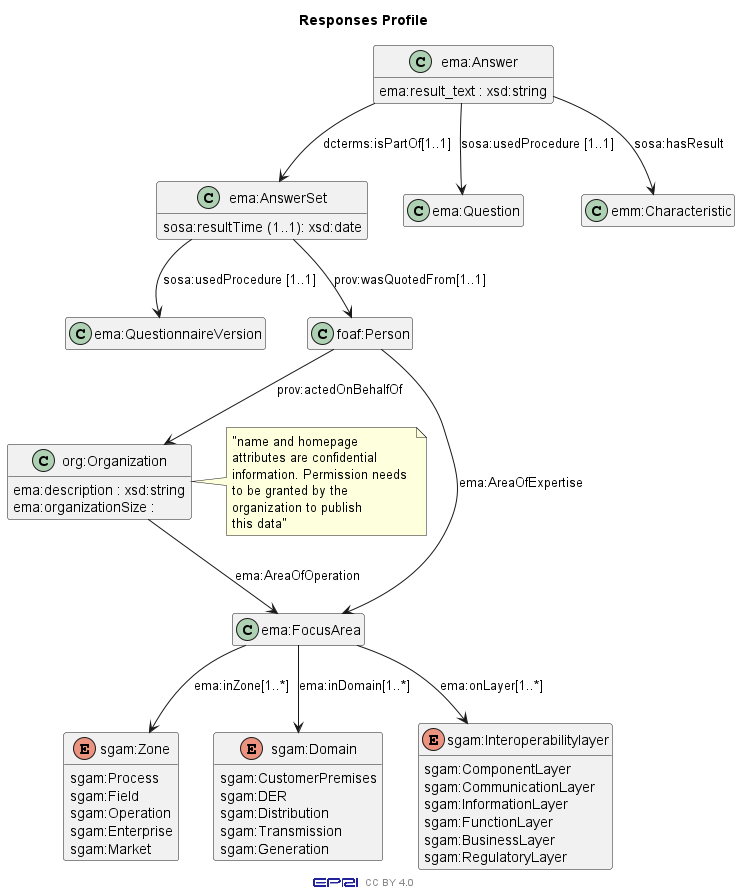 Responses Profile
C ema:Answer
ema:result_text : xsd:string
dcterms:isPartOf[1..1]
sosa:usedProcedure [1..1]
sosa:hasResult
C ema:AnswerSet
sosa:resultTime (1..1): xsd:date
C ema:Question
C emm:Characteristic
sosa:usedProcedure [1..1]
prov:wasQuotedFrom[1..1]
C ema:QuestionnaireVersion
C foaf:Person
prov:actedOnBehalfOf
C org:Organization
ema:description : xsd:string
ema:organizationSize :
"name and homepage
attributes are confidential
information. Permission needs
to be granted by the
organization to publish
this data"
ema:AreaOfExpertise
ema:AreaOfOperation
C ema:FocusArea
ema:inZone[1..*]
ema:inDomain[1..*]
ema:onLayer[1..*]
E sgam:Zone
sgam:Process
sgam:Field
sgam:Operation
sgam:Enterprise
sgam:Market
E sgam:Domain
sgam:CustomerPremises
sgam:DER
sgam:Distribution
sgam:Transmission
sgam:Generation
E sgam:Interoperabilitylayer
sgam:ComponentLayer
sgam:CommunicationLayer
sgam:InformationLayer
sgam:FunctionLayer
sgam:BusinessLayer
sgam:RegulatoryLayer
EPRI CC BY 4.0